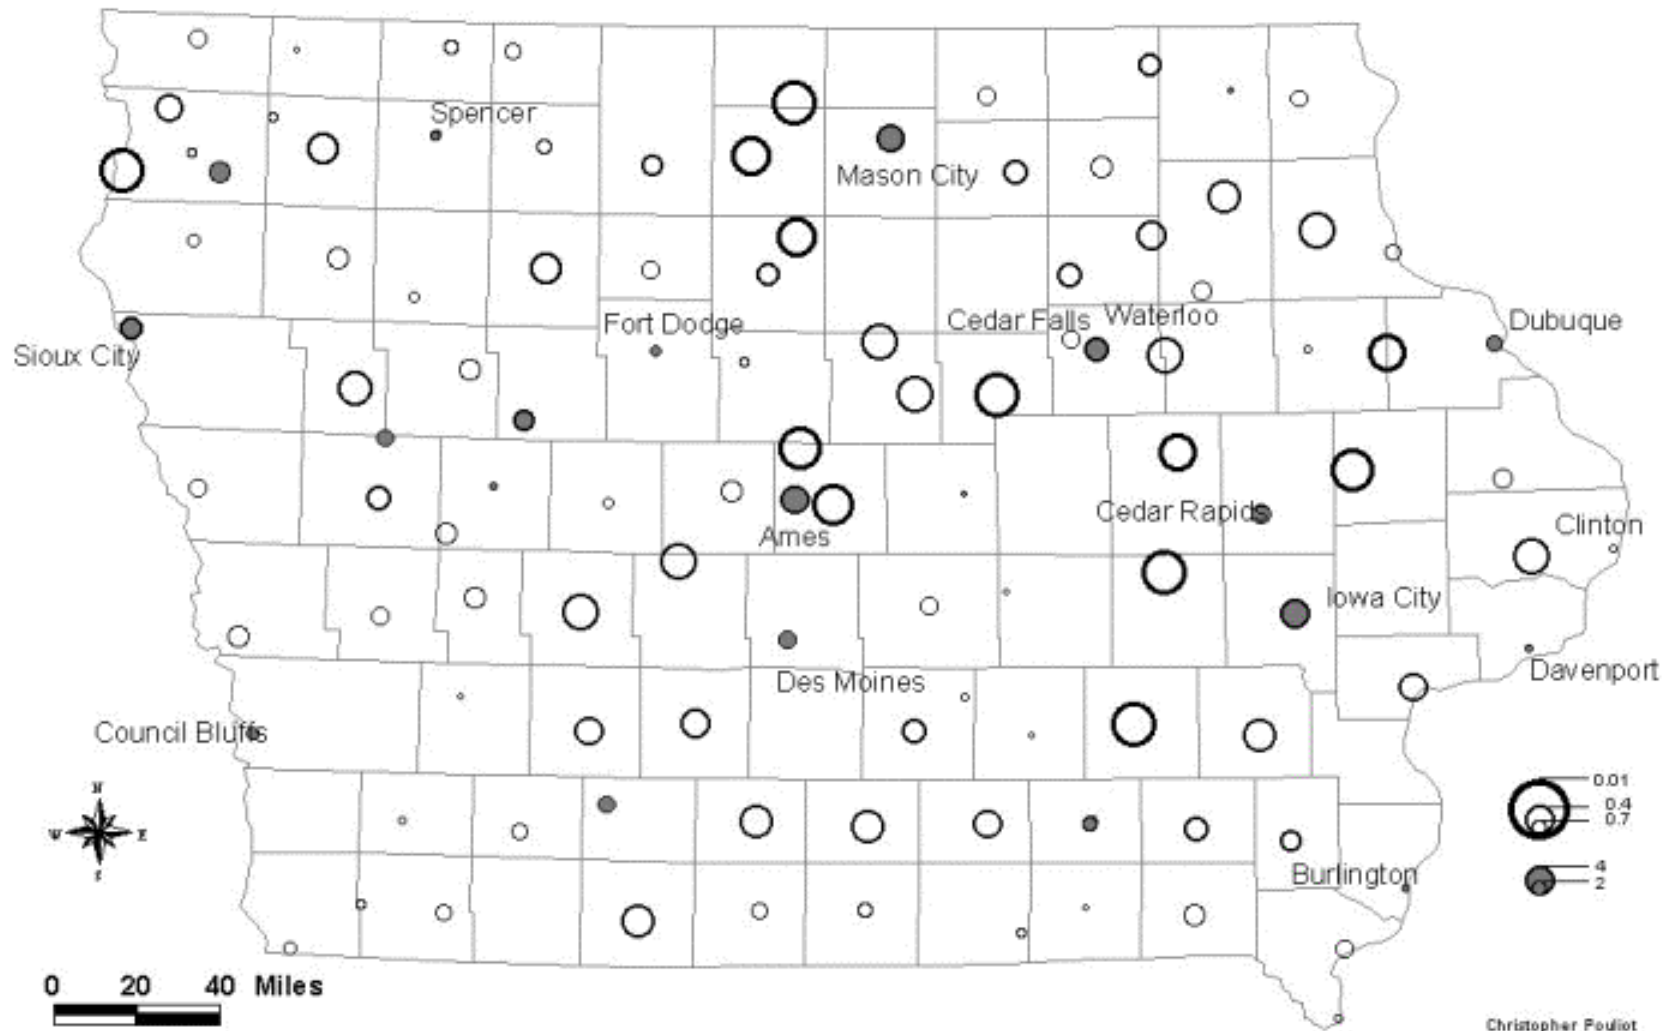 Spencer
Mason City
Fort Dodge
Cedar Falls
Waterloo
Dubuque
Sioux City
Cedar Rapids
Clinton
Ames
Iowa City
Davenport
Des Moines
Council Bluffs
N
W E
S
0.01
0.4
0.7
4
2
Burlington
0 20 40 Miles
Christopher Pouliot